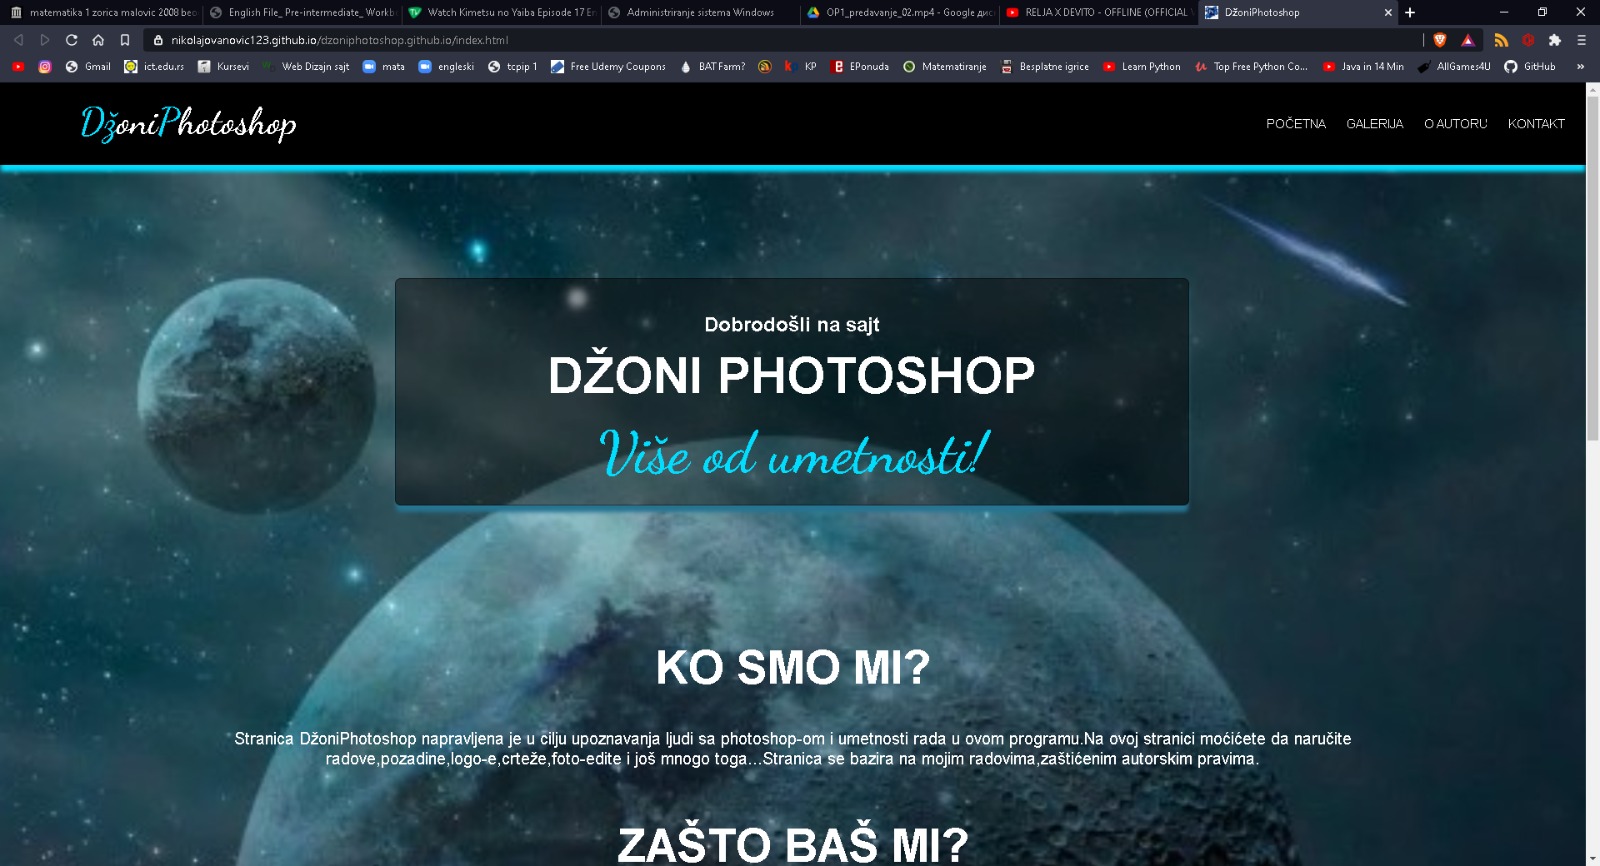 matematika 1 zorica malovic 2008 beo
English File_ Pre-intermediate_ Workb
Watch Kimetsu no Yaiba Episode 17 En
Administriranje sistema Windows
OP1_predavanje_02.mp4 - Google дис
RELJA X DEVITO - OFFLINE (OFFICIAL V
DžoniPhotoshop
nikolajovanovic123.github.io/dzoniphotoshop.github.io/index.html
Gmail
ict.edu.rs
Kursevi
Web Dizajn sajt
mata
engleski
tcpip 1
Free Udemy Coupons
BAT Farm?
KP
EPonuda
Matematiranje
Besplatne igrice
Learn Python
Top Free Python Co...
Java in 14 Min
AllGames4U
GitHub
»
DžoniPhotoshop
POČETNA
GALERIJA
O AUTORU
KONTAKT
Dobrodošli na sajt
DŽONI PHOTOSHOP
Više od umetnosti!
KO SMO MI?
Stranica DžoniPhotoshop napravljena je u cilju upoznavanja ljudi sa photoshop-om i umetnosti rada u ovom programu.Na ovoj stranici moćićete da naručite
radove,pozadine,logo-e,crteže,foto-edite i još mnogo toga...Stranica se bazira na mojim radovima,zaštićenim autorskim pravima.
ZAŠTO BAŠ MI?